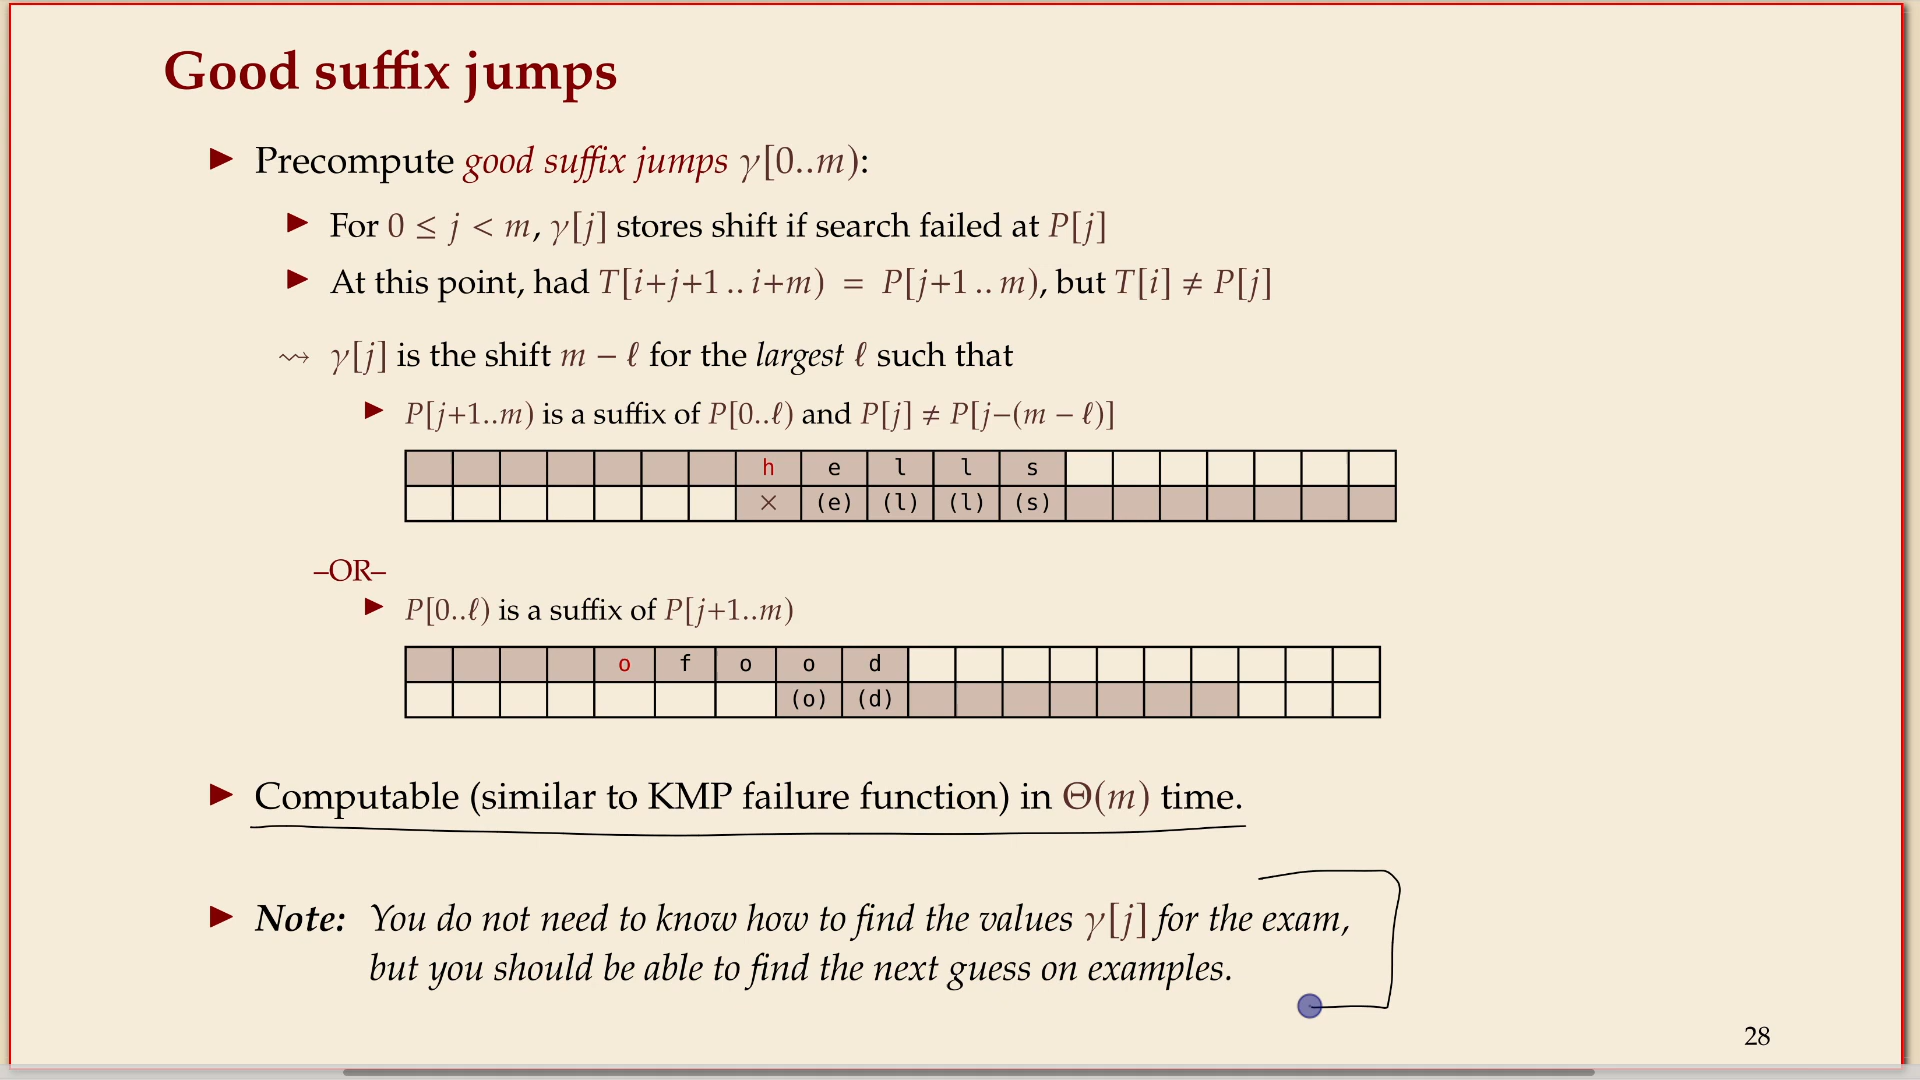 Good suffix jumps
▶ Precompute good suffix jumps γ[0..m):
▶ For 0 ≤ j < m, γ[j] stores shift if search failed at P[j]
▶ At this point, had T[i+j+1 .. i+m) = P[j+1 .. m), but T[i] ≠ P[j]
⇝ γ[j] is the shift m − ℓ for the largest ℓ such that
▶ P[j+1..m) is a suffix of P[0..ℓ) and P[j] ≠ P[j−(m − ℓ)]
h e l l s
× (e) (l) (l) (s)
–OR–
▶ P[0..ℓ) is a suffix of P[j+1..m)
o f o o d
(o) (d)
▶ Computable (similar to KMP failure function) in Θ(m) time.
▶ Note: You do not need to know how to find the values γ[j] for the exam,
but you should be able to find the next guess on examples.
28